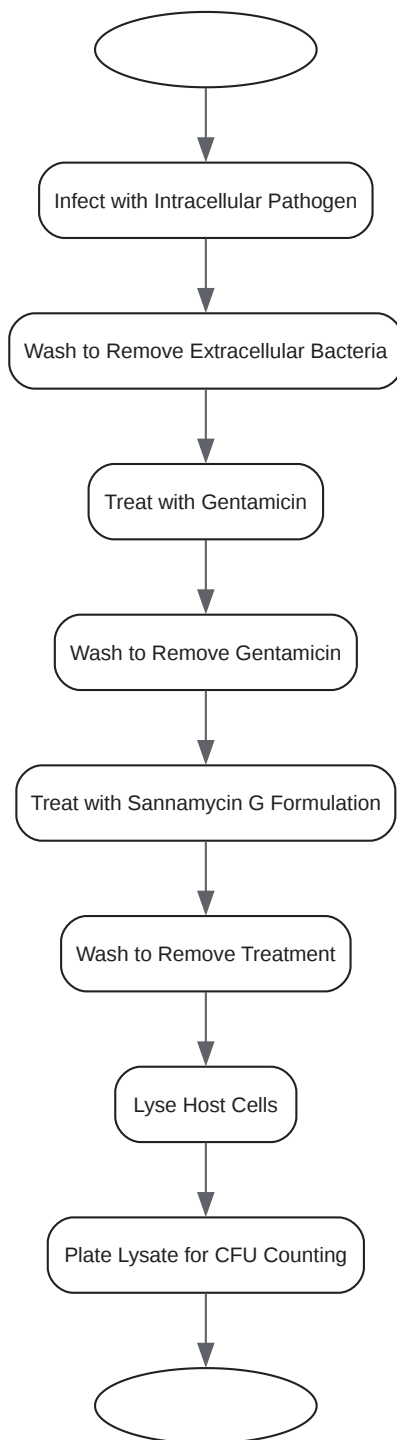 Infect with Intracellular Pathogen
Wash to Remove Extracellular Bacteria
Treat with Gentamicin
Wash to Remove Gentamicin
Treat with Sannamycin G Formulation
Wash to Remove Treatment
Lyse Host Cells
Plate Lysate for CFU Counting